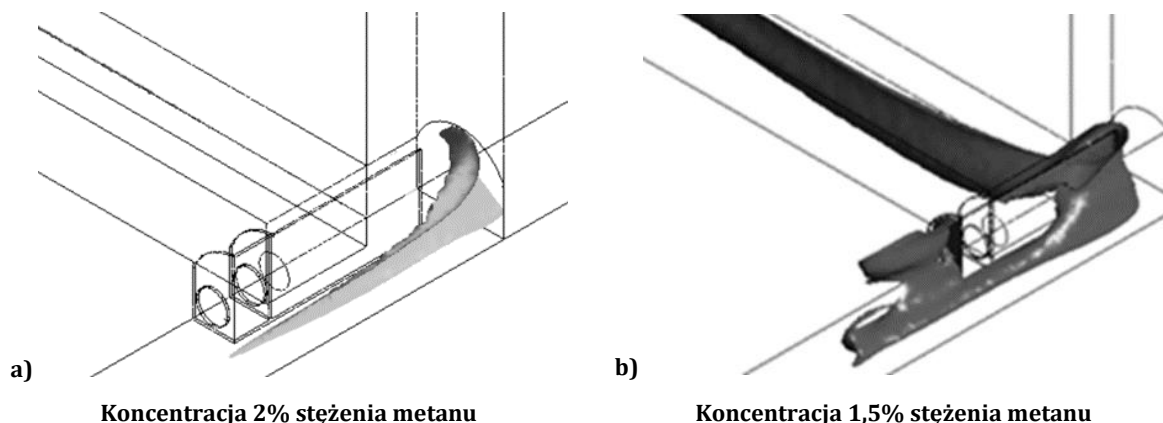 a)
b)
Koncentracja 2% stężenia metanu
Koncentracja 1,5% stężenia metanu